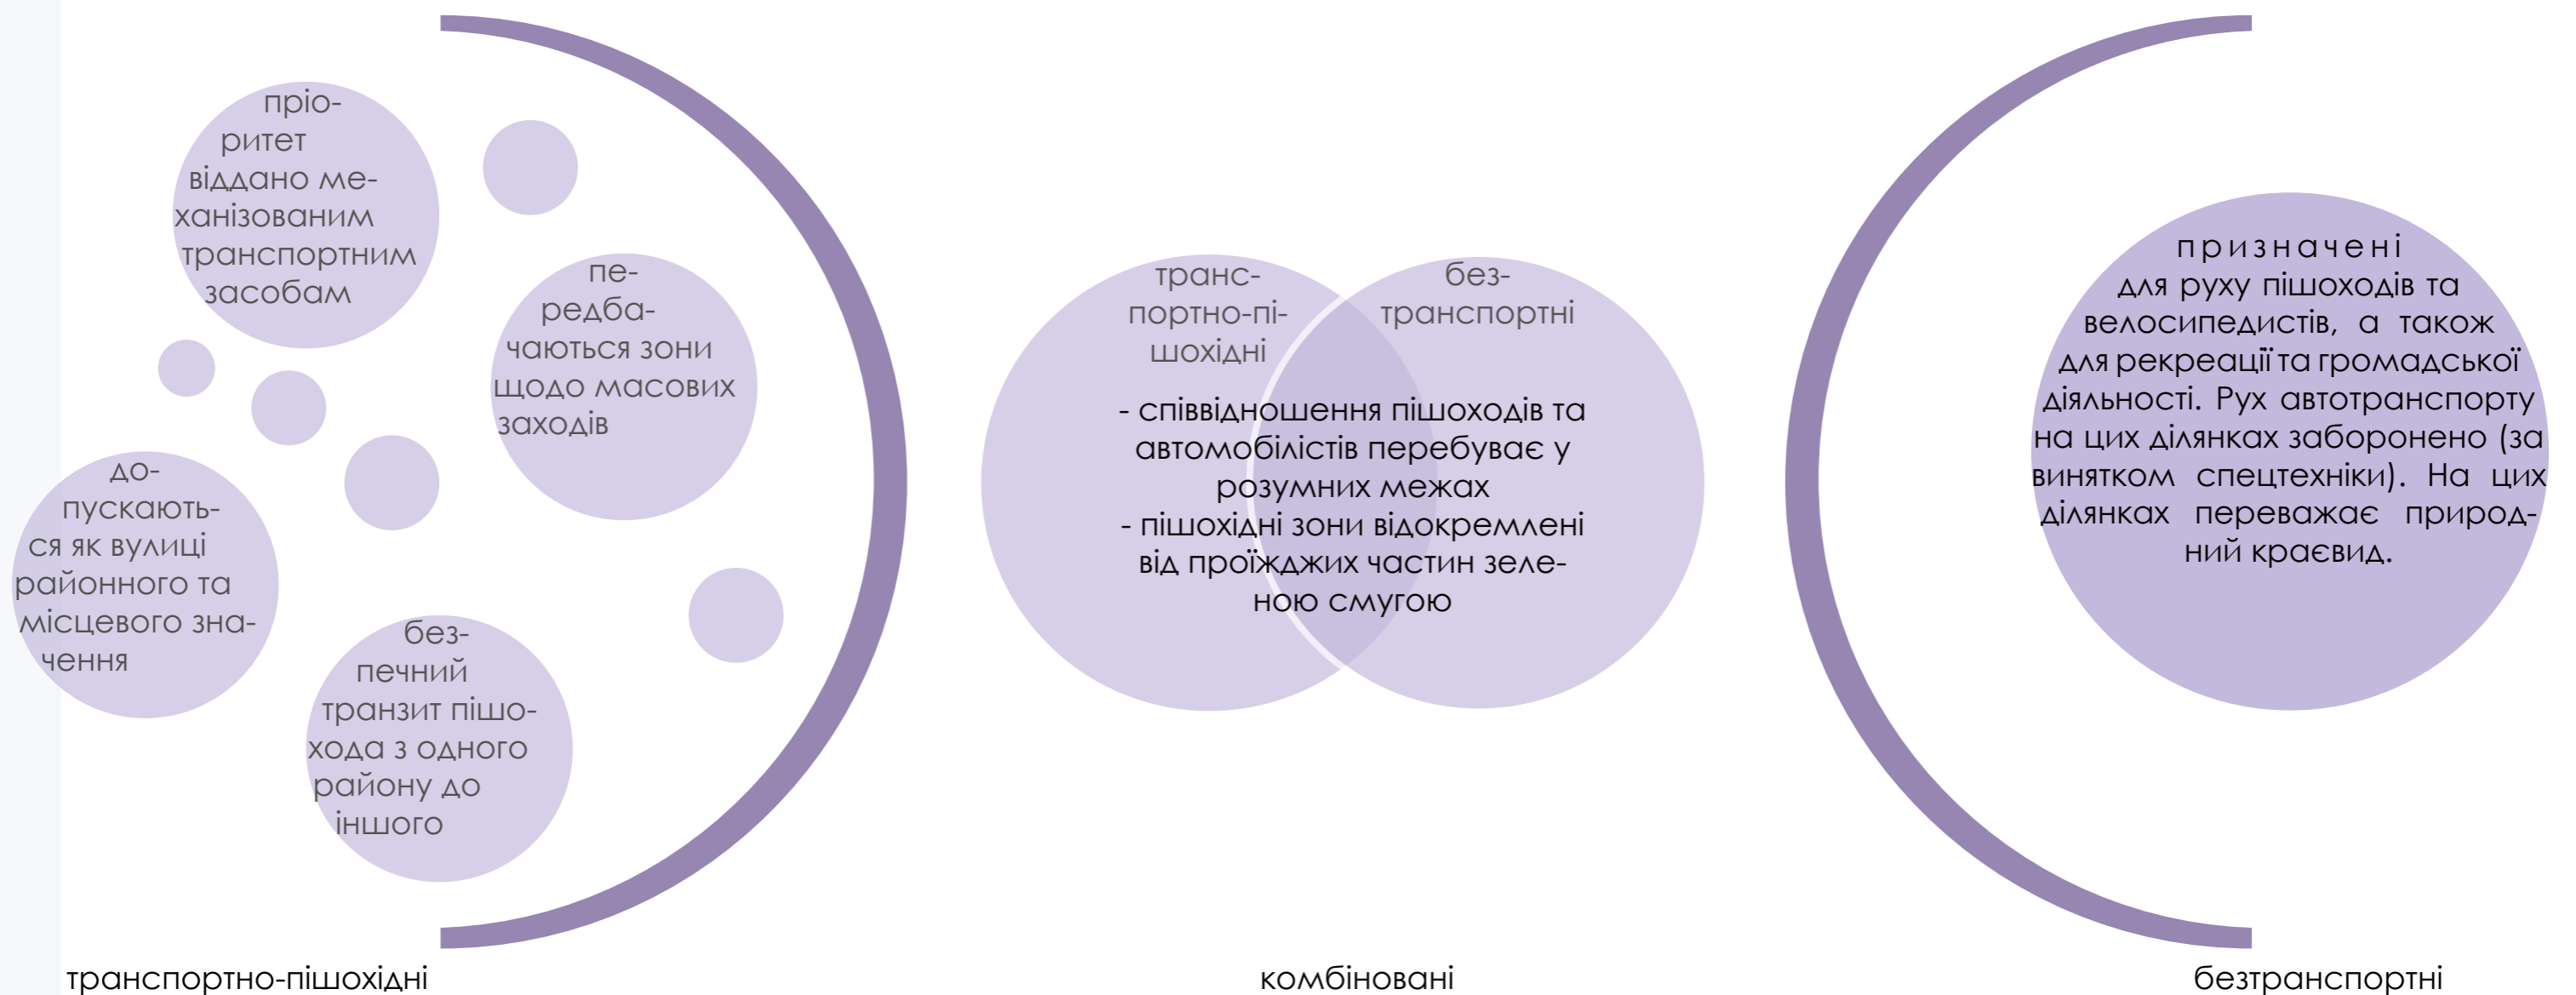 пріо-
ритет
віддано ме-
ханізованим
транспортним
засобам
пе-
редба-
чаються зони
щодо масових
заходів
до-
пускають-
ся як вулиці
районного та
місцевого зна-
чення
без-
печний
транзит пішо-
хода з одного
району до
іншого
транспортно-пішохідні
транс-
портно-пі-
шохідні
без-
транспортні
- співвідношення пішоходів та
автомобілістів перебуває у
розумних межах
- пішохідні зони відокремлені
від проїжджих частин зеле-
ною смугою
комбіновані
призначені
для руху пішоходів та
велосипедистів, а також
для рекреації та громадської
діяльності. Рух автотранспорту
на цих ділянках заборонено (за
винятком спецтехніки). На цих
ділянках переважає природ-
ний краєвид.
безтранспортні